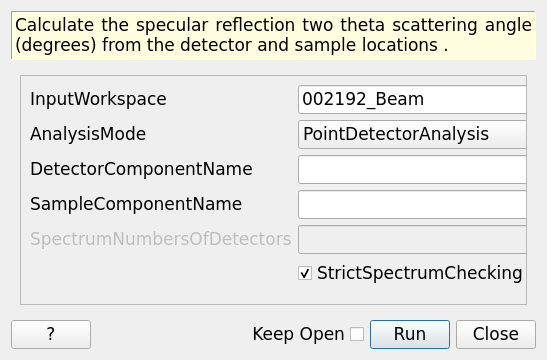 Calculate the specular reflection two theta scattering angle
(degrees) from the detector and sample locations .
InputWorkspace 002192_Beam
AnalysisMode PointDetectorAnalysis
DetectorComponentName
SampleComponentName
SpectrumNumbersOfDetectors
StrictSpectrumChecking
? Keep Open Run Close